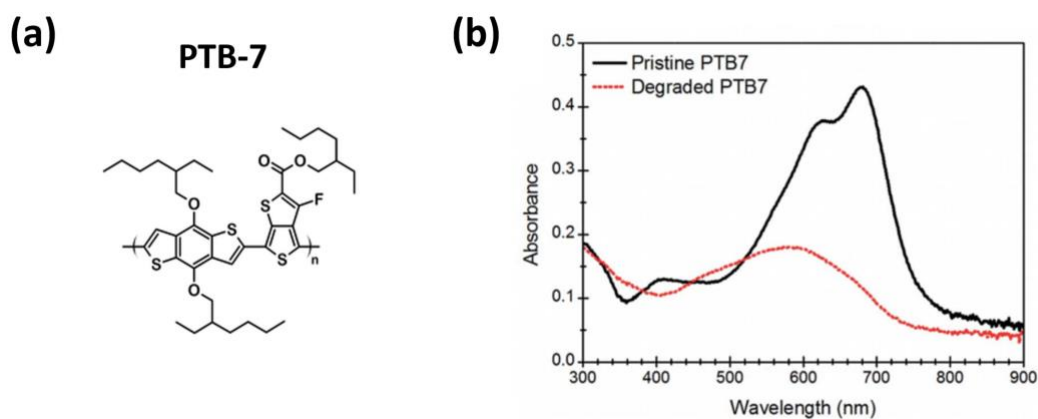 (a)
PTB-7
O
O
F
S
O
S
S
S
n
O
(b)
Pristine PTB7
Degraded PTB7
Absorbance
0.5
0.4
0.3
0.2
0.1
0.0
300 400 500 600 700 800 900
Wavelength (nm)